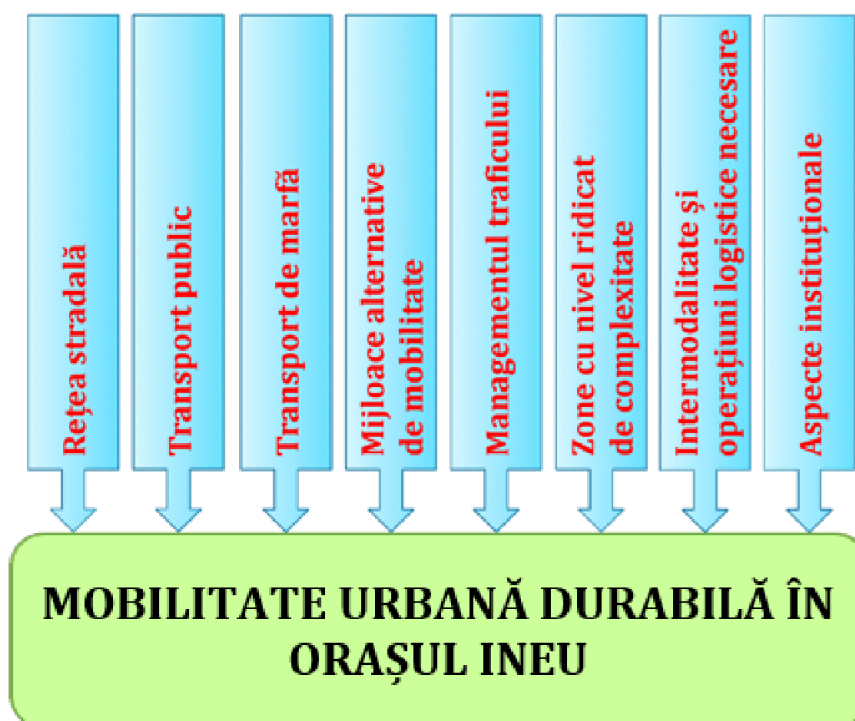 Rețea stradală
Transport public
Transport de marfă
Mijloace alternative
de mobilitate
Managementul traficului
Zone cu nivel ridicat
de complexitate
Intermodalitate și
operațiuni logistice necesare
Aspecte instituționale
MOBILITATE URBANĂ DURABILĂ ÎN
ORAȘUL INEU